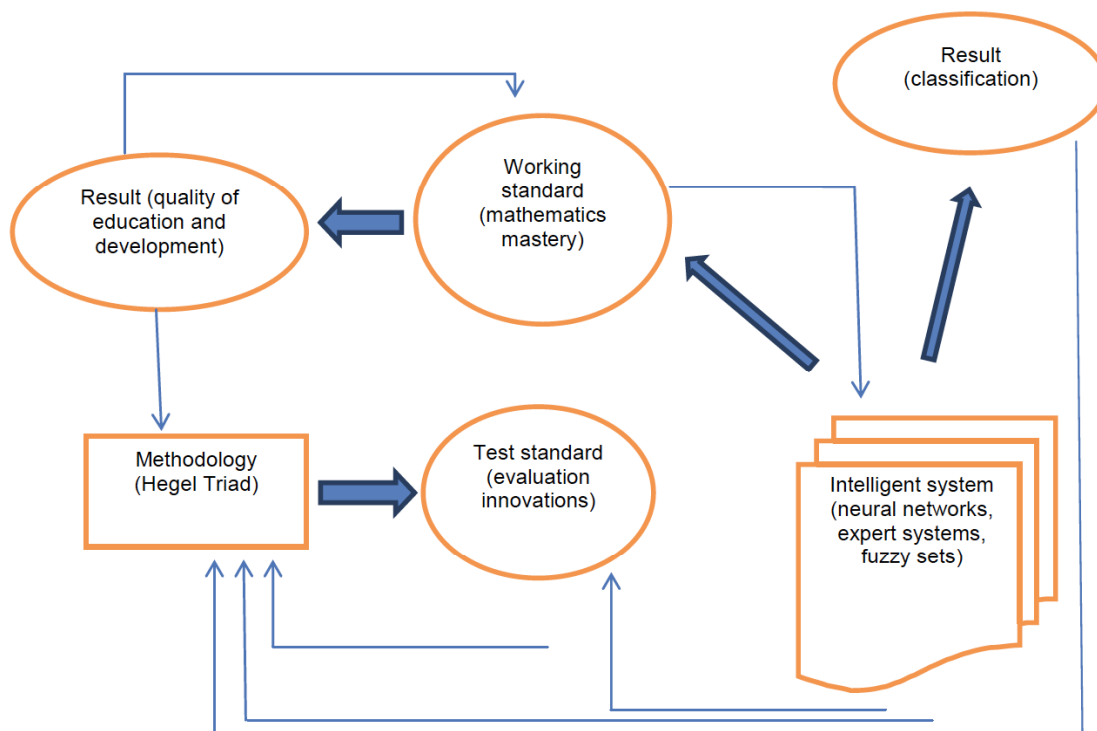 Result
(classification)
Working
standard
(mathematics
mastery)
Result (quality of
education and
development)
Methodology
(Hegel Triad)
Test standard
(evaluation
innovations)
Intelligent system
(neural networks,
expert systems,
fuzzy sets)